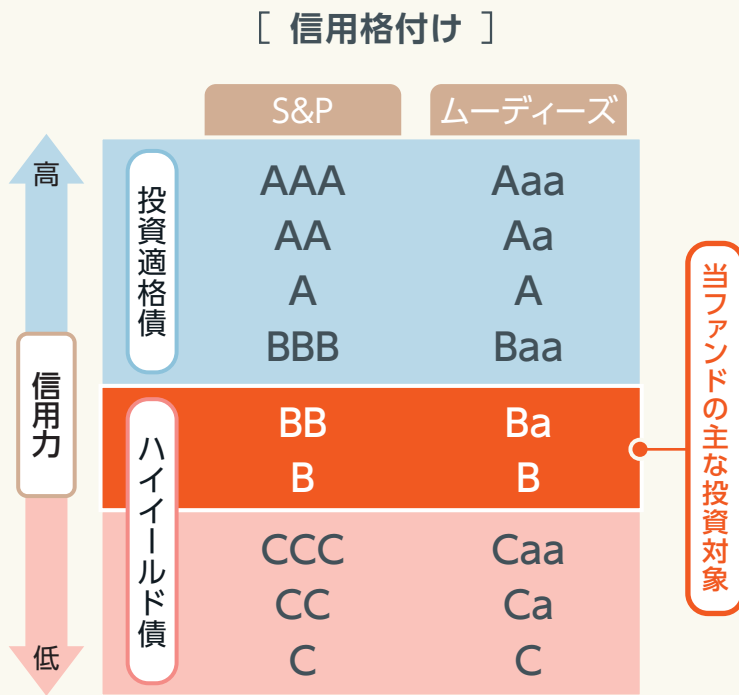 ［ 信用格付け ］
S&P ムーディーズ
高
投資適格債
AAA Aaa
AA Aa
A A
BBB Baa
信用力
ハイイールド債
BB Ba
B B
当ファンドの主な投資対象
CCC Caa
CC Ca
C C
低